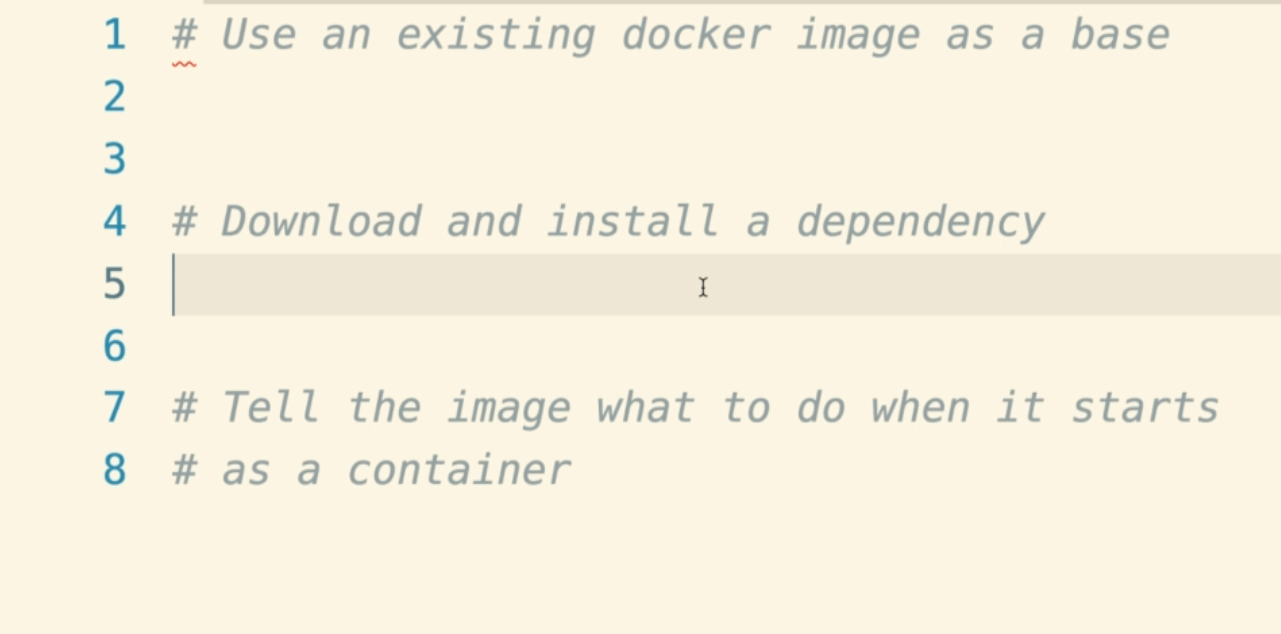 1 # Use an existing docker image as a base
2
3
4 # Download and install a dependency
5
6
7 # Tell the image what to do when it starts
8 # as a container